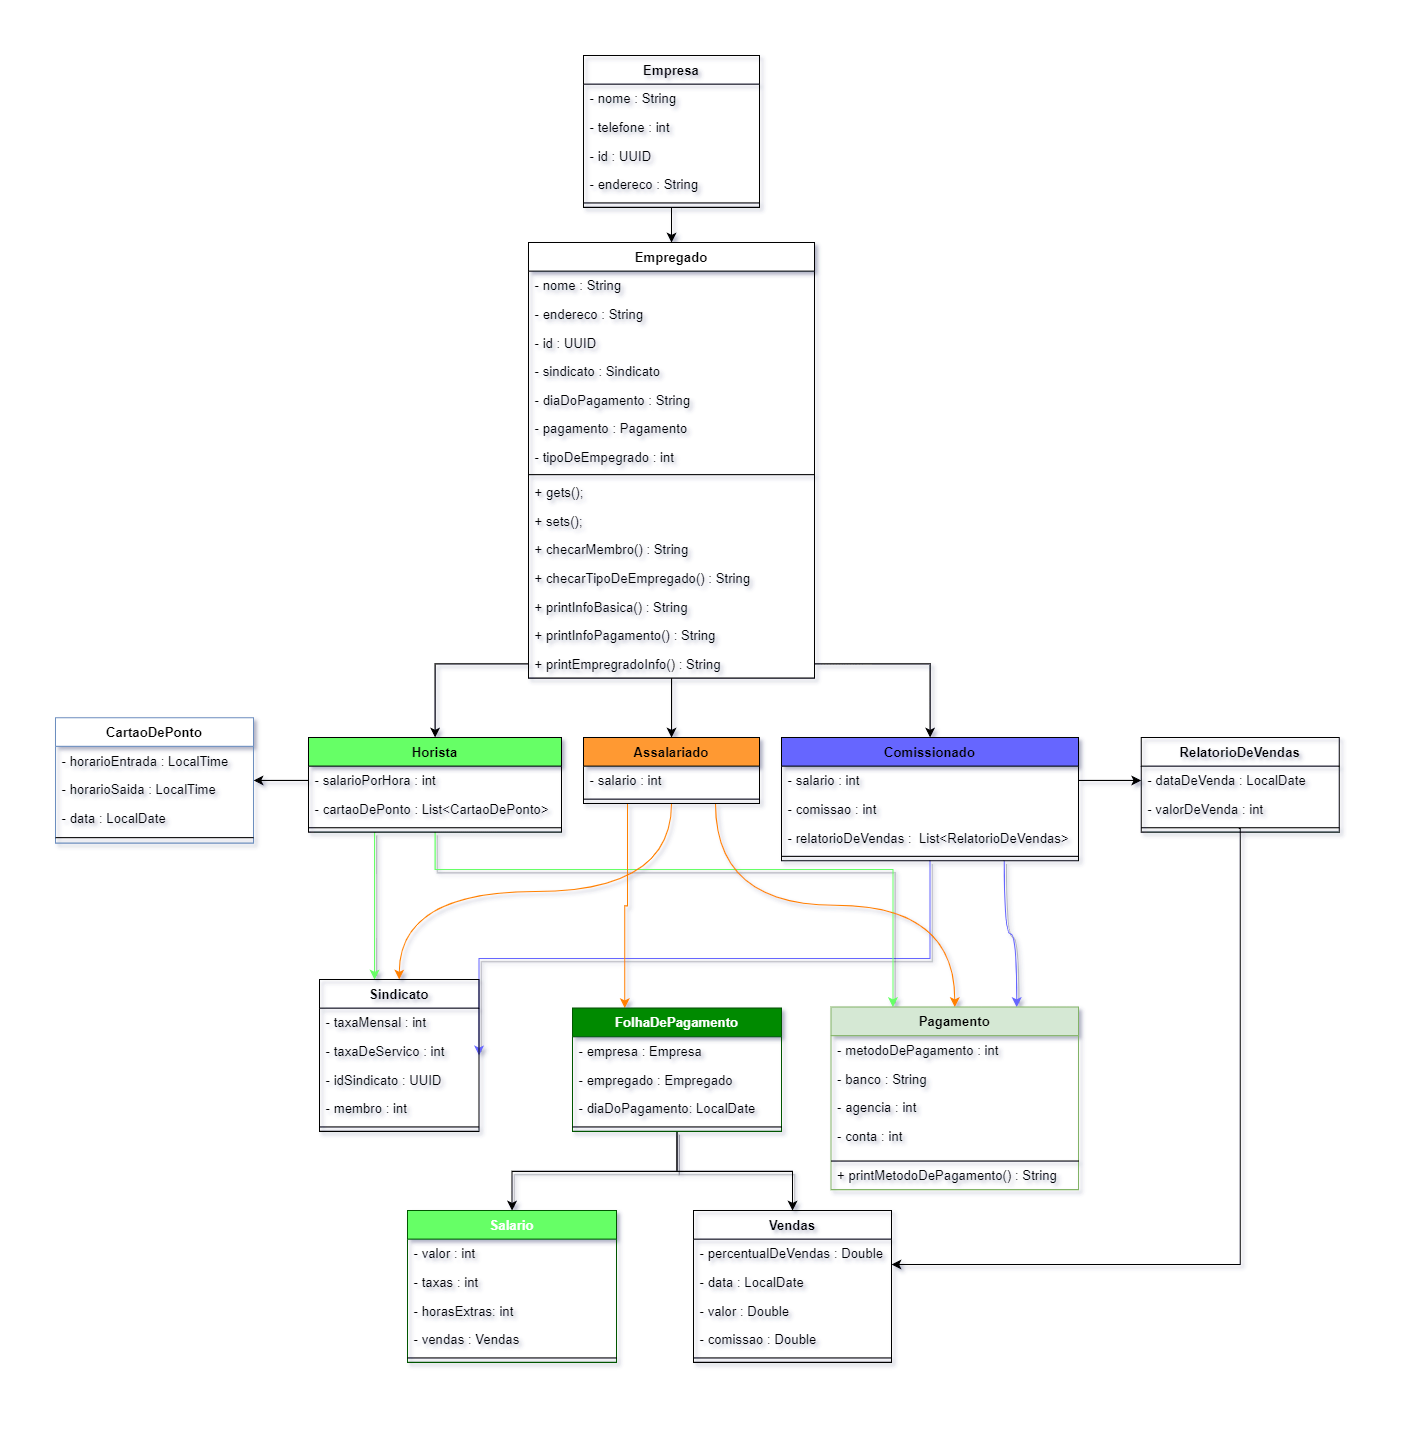 Empresa
- nome : String
- telefone : int
- id : UUID
- endereco : String
Empregado
- nome : String
- endereco : String
- id : UUID
- sindicato : Sindicato
- diaDoPagamento : String
- pagamento : Pagamento
- tipoDeEmpegrado : int
+ gets();
+ sets();
+ checarMembro() : String
+ checarTipoDeEmpregado() : String
+ printInfoBasica() : String
+ printInfoPagamento() : String
+ printEmpregradoInfo() : String
CartaoDePonto
- horarioEntrada : LocalTime
- horarioSaida : LocalTime
- data : LocalDate
Horista
- salarioPorHora : int
- cartaoDePonto : List<CartaoDePonto>
Assalariado
- salario : int
Comissionado
- salario : int
- comissao : int
- relatorioDeVendas :  List<RelatorioDeVendas>
RelatorioDeVendas
- dataDeVenda : LocalDate
- valorDeVenda : int
Sindicato
- taxaMensal : int
- taxaDeServico : int
- idSindicato : UUID
- membro : int
FolhaDePagamento
- empresa : Empresa
- empregado : Empregado
- diaDoPagamento: LocalDate
Pagamento
- metodoDePagamento : int
- banco : String
- agencia : int
- conta : int
+ printMetodoDePagamento() : String
Salario
- valor : int
- taxas : int
- horasExtras: int
- vendas : Vendas
Vendas
- percentualDeVendas : Double
- data : LocalDate
- valor : Double
- comissao : Double